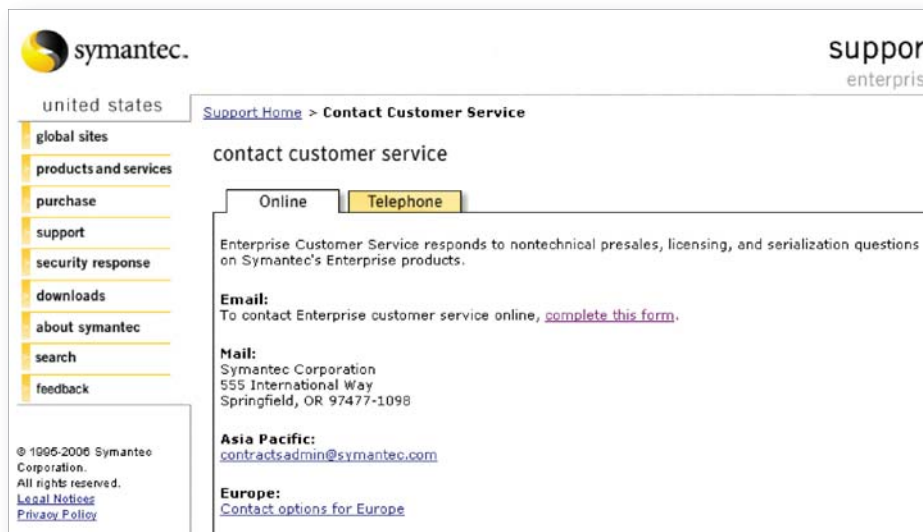 symantec.
suppor
enterpris
united states
global sites
products and services
purchase
support
security response
downloads
about symantec
search
feedback
© 1995-2006 Symantec
Corporation.
All rights reserved.
Legal Notices
Privacy Policy
Support Home > Contact Customer Service
contact customer service
Online
Telephone
Enterprise Customer Service responds to nontechnical presales, licensing, and serialization questions
on Symantec's Enterprise products.
Email:
To contact Enterprise customer service online, complete this form.
Mail:
Symantec Corporation
555 International Way
Springfield, OR 97477-1098
Asia Pacific:
contractsadmin@symantec.com
Europe:
Contact options for Europe